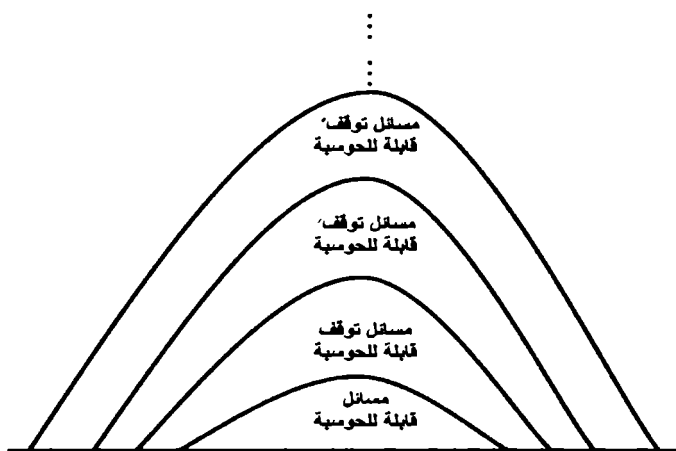 مسائل توقف″
قابلة للحوسبة
مسائل توقف′
قابلة للحوسبة
مسائل توقف
قابلة للحوسبة
مسائل
قابلة للحوسبة